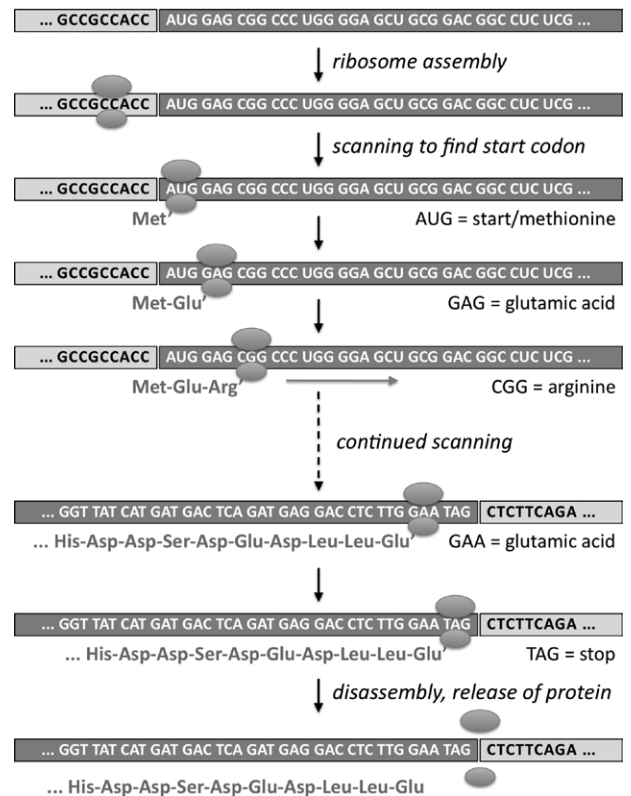 ... GCCGCCACC AUG GAG CGG CCC UGG GGA GCU GCG GAC GGC CUC UCG ...
ribosome assembly
... GCCGCCACC AUG GAG CGG CCC UGG GGA GCU GCG GAC GGC CUC UCG ...
scanning to find start codon
... GCCGCCACC AUG GAG CGG CCC UGG GGA GCU GCG GAC GGC CUC UCG ...
Met’ AUG = start/methionine
... GCCGCCACC AUG GAG CGG CCC UGG GGA GCU GCG GAC GGC CUC UCG ...
Met-Glu’ GAG = glutamic acid
... GCCGCCACC AUG GAG CGG CCC UGG GGA GCU GCG GAC GGC CUC UCG ...
Met-Glu-Arg’ CGG = arginine
continued scanning
... GGT TAT CAT GAT GAC TCA GAT GAG GAC CTC TTG GAA TAG CTCTTCAGA ...
... His-Asp-Asp-Ser-Asp-Glu-Asp-Leu-Leu-Glu’ GAA = glutamic acid
... GGT TAT CAT GAT GAC TCA GAT GAG GAC CTC TTG GAA TAG CTCTTCAGA ...
... His-Asp-Asp-Ser-Asp-Glu-Asp-Leu-Leu-Glu’ TAG = stop
disassembly, release of protein
... GGT TAT CAT GAT GAC TCA GAT GAG GAC CTC TTG GAA TAG CTCTTCAGA ...
... His-Asp-Asp-Ser-Asp-Glu-Asp-Leu-Leu-Glu